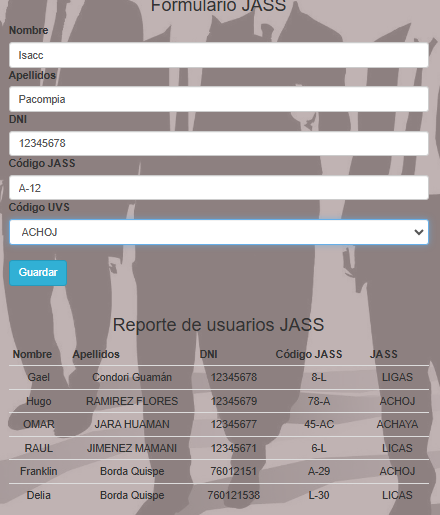 Formulario JASS
Nombre
Isacc
Apellidos
Pacompia
DNI
12345678
Código JASS
A-12
Código UVS
ACHOJ
Guardar
Reporte de usuarios JASS
Nombre Apellidos DNI Código JASS JASS
Gael Condori Guamán 12345678 8-L LIGAS
Hugo RAMIREZ FLORES 12345679 78-A ACHOJ
OMAR JARA HUAMAN 12345677 45-AC ACHAYA
RAUL JIMENEZ MAMANI 12345671 6-L LICAS
Franklin Borda Quispe 76012151 A-29 ACHOJ
Delia Borda Quispe 760121538 L-30 LICAS